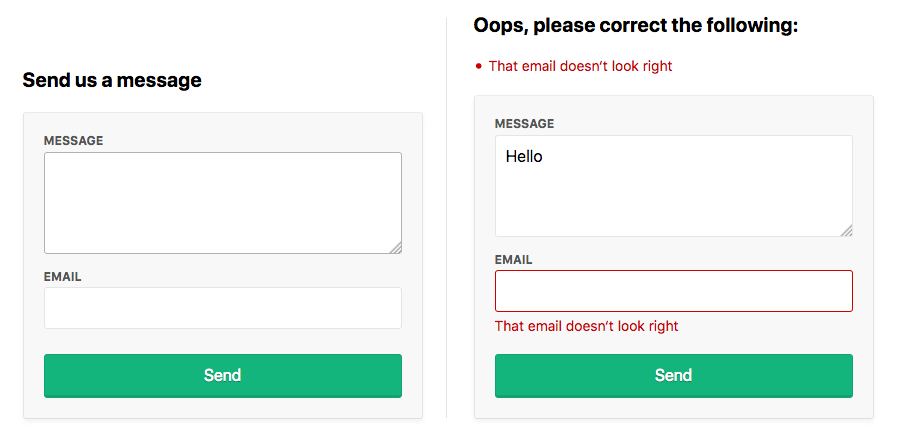 Send us a message
MESSAGE
EMAIL
Send
Oops, please correct the following:
• That email doesn’t look right
MESSAGE
Hello
EMAIL
That email doesn’t look right
Send